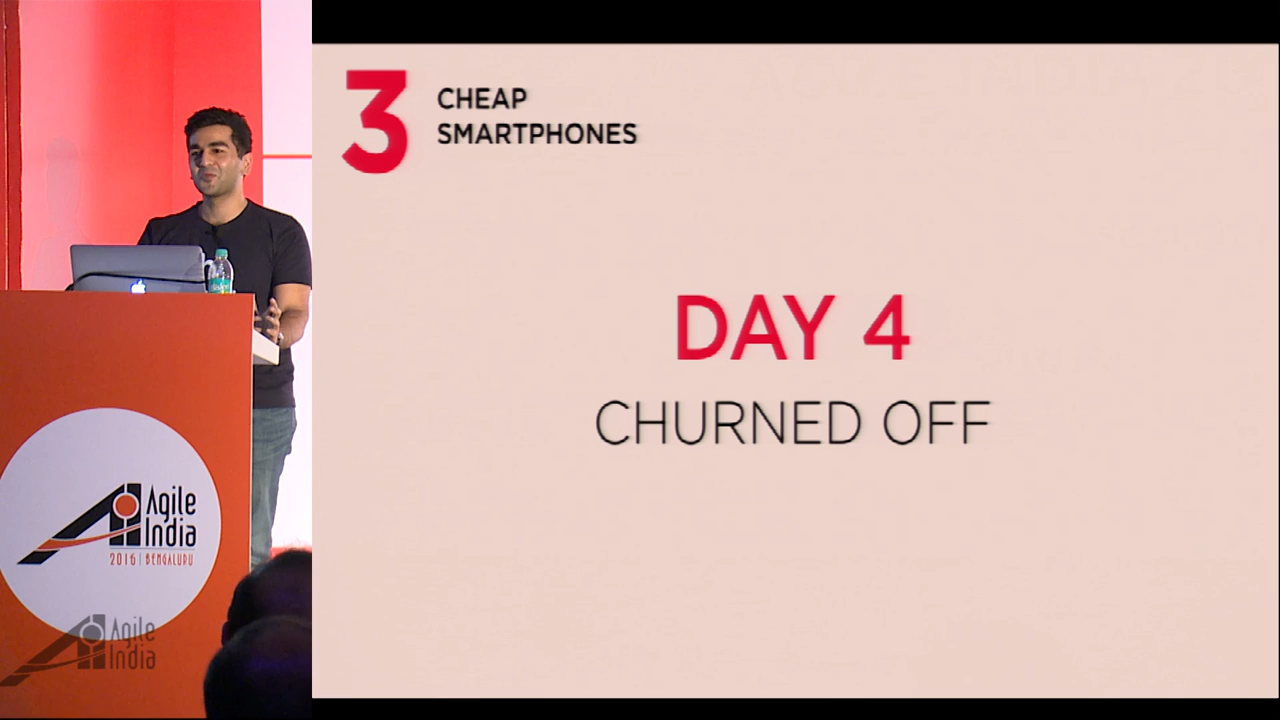 3
CHEAP
SMARTPHONES
DAY 4
CHURNED OFF
Agile
India
2016 | BENGALURU
Agile
India